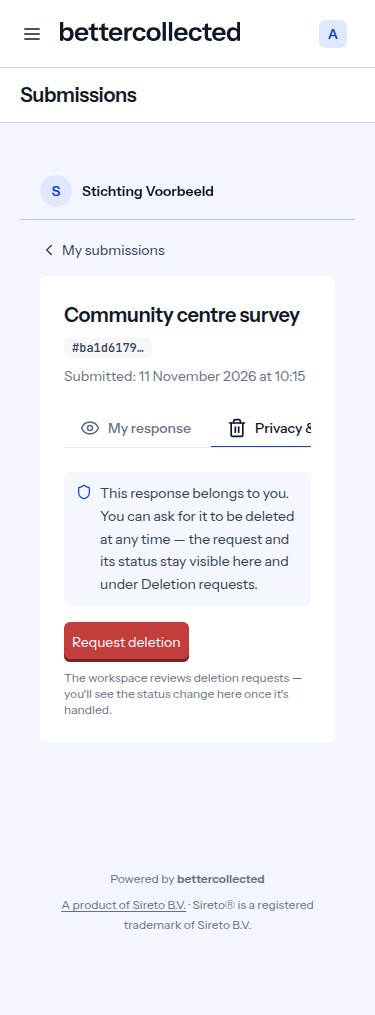 bettercollected
A
Submissions
S
Stichting Voorbeeld
My submissions
Community centre survey
#ba1d6179…
Submitted: 11 November 2026 at 10:15
My response
Privacy &
This response belongs to you.
You can ask for it to be deleted
at any time — the request and
its status stay visible here and
under Deletion requests.
Request deletion
The workspace reviews deletion requests —
you'll see the status change here once it's
handled.
Powered by bettercollected
A product of Sireto B.V. · Sireto® is a registered
trademark of Sireto B.V.